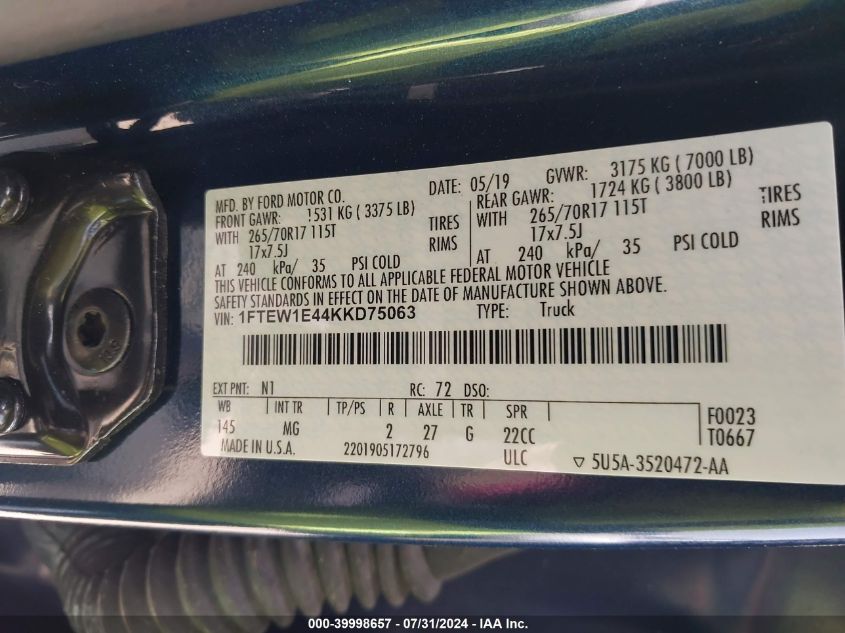 MFD. BY FORD MOTOR CO. DATE: 05/19 GVWR: 3175 KG ( 7000 LB)
FRONT GAWR: 1531 KG ( 3375 LB) REAR GAWR: 1724 KG ( 3800 LB)
WITH 265/70R17 115T TIRES WITH 265/70R17 115T TIRES
17x7.5J RIMS 17x7.5J RIMS
AT 240 kPa/ 35 PSI COLD AT 240 kPa/ 35 PSI COLD
THIS VEHICLE CONFORMS TO ALL APPLICABLE FEDERAL MOTOR VEHICLE
SAFETY STANDARDS IN EFFECT ON THE DATE OF MANUFACTURE SHOWN ABOVE.
VIN: 1FTEW1E44KKD75063 TYPE: Truck
EXT PNT: N1 RC: 72 DSO:
WB INT TR TP/PS R AXLE TR SPR F0023
145 MG 2 27 G 22CC T0667
MADE IN U.S.A. 2201905172796 ULC ▽ 5U5A-3520472-AA
000-39998657 - 07/31/2024 - IAA Inc.